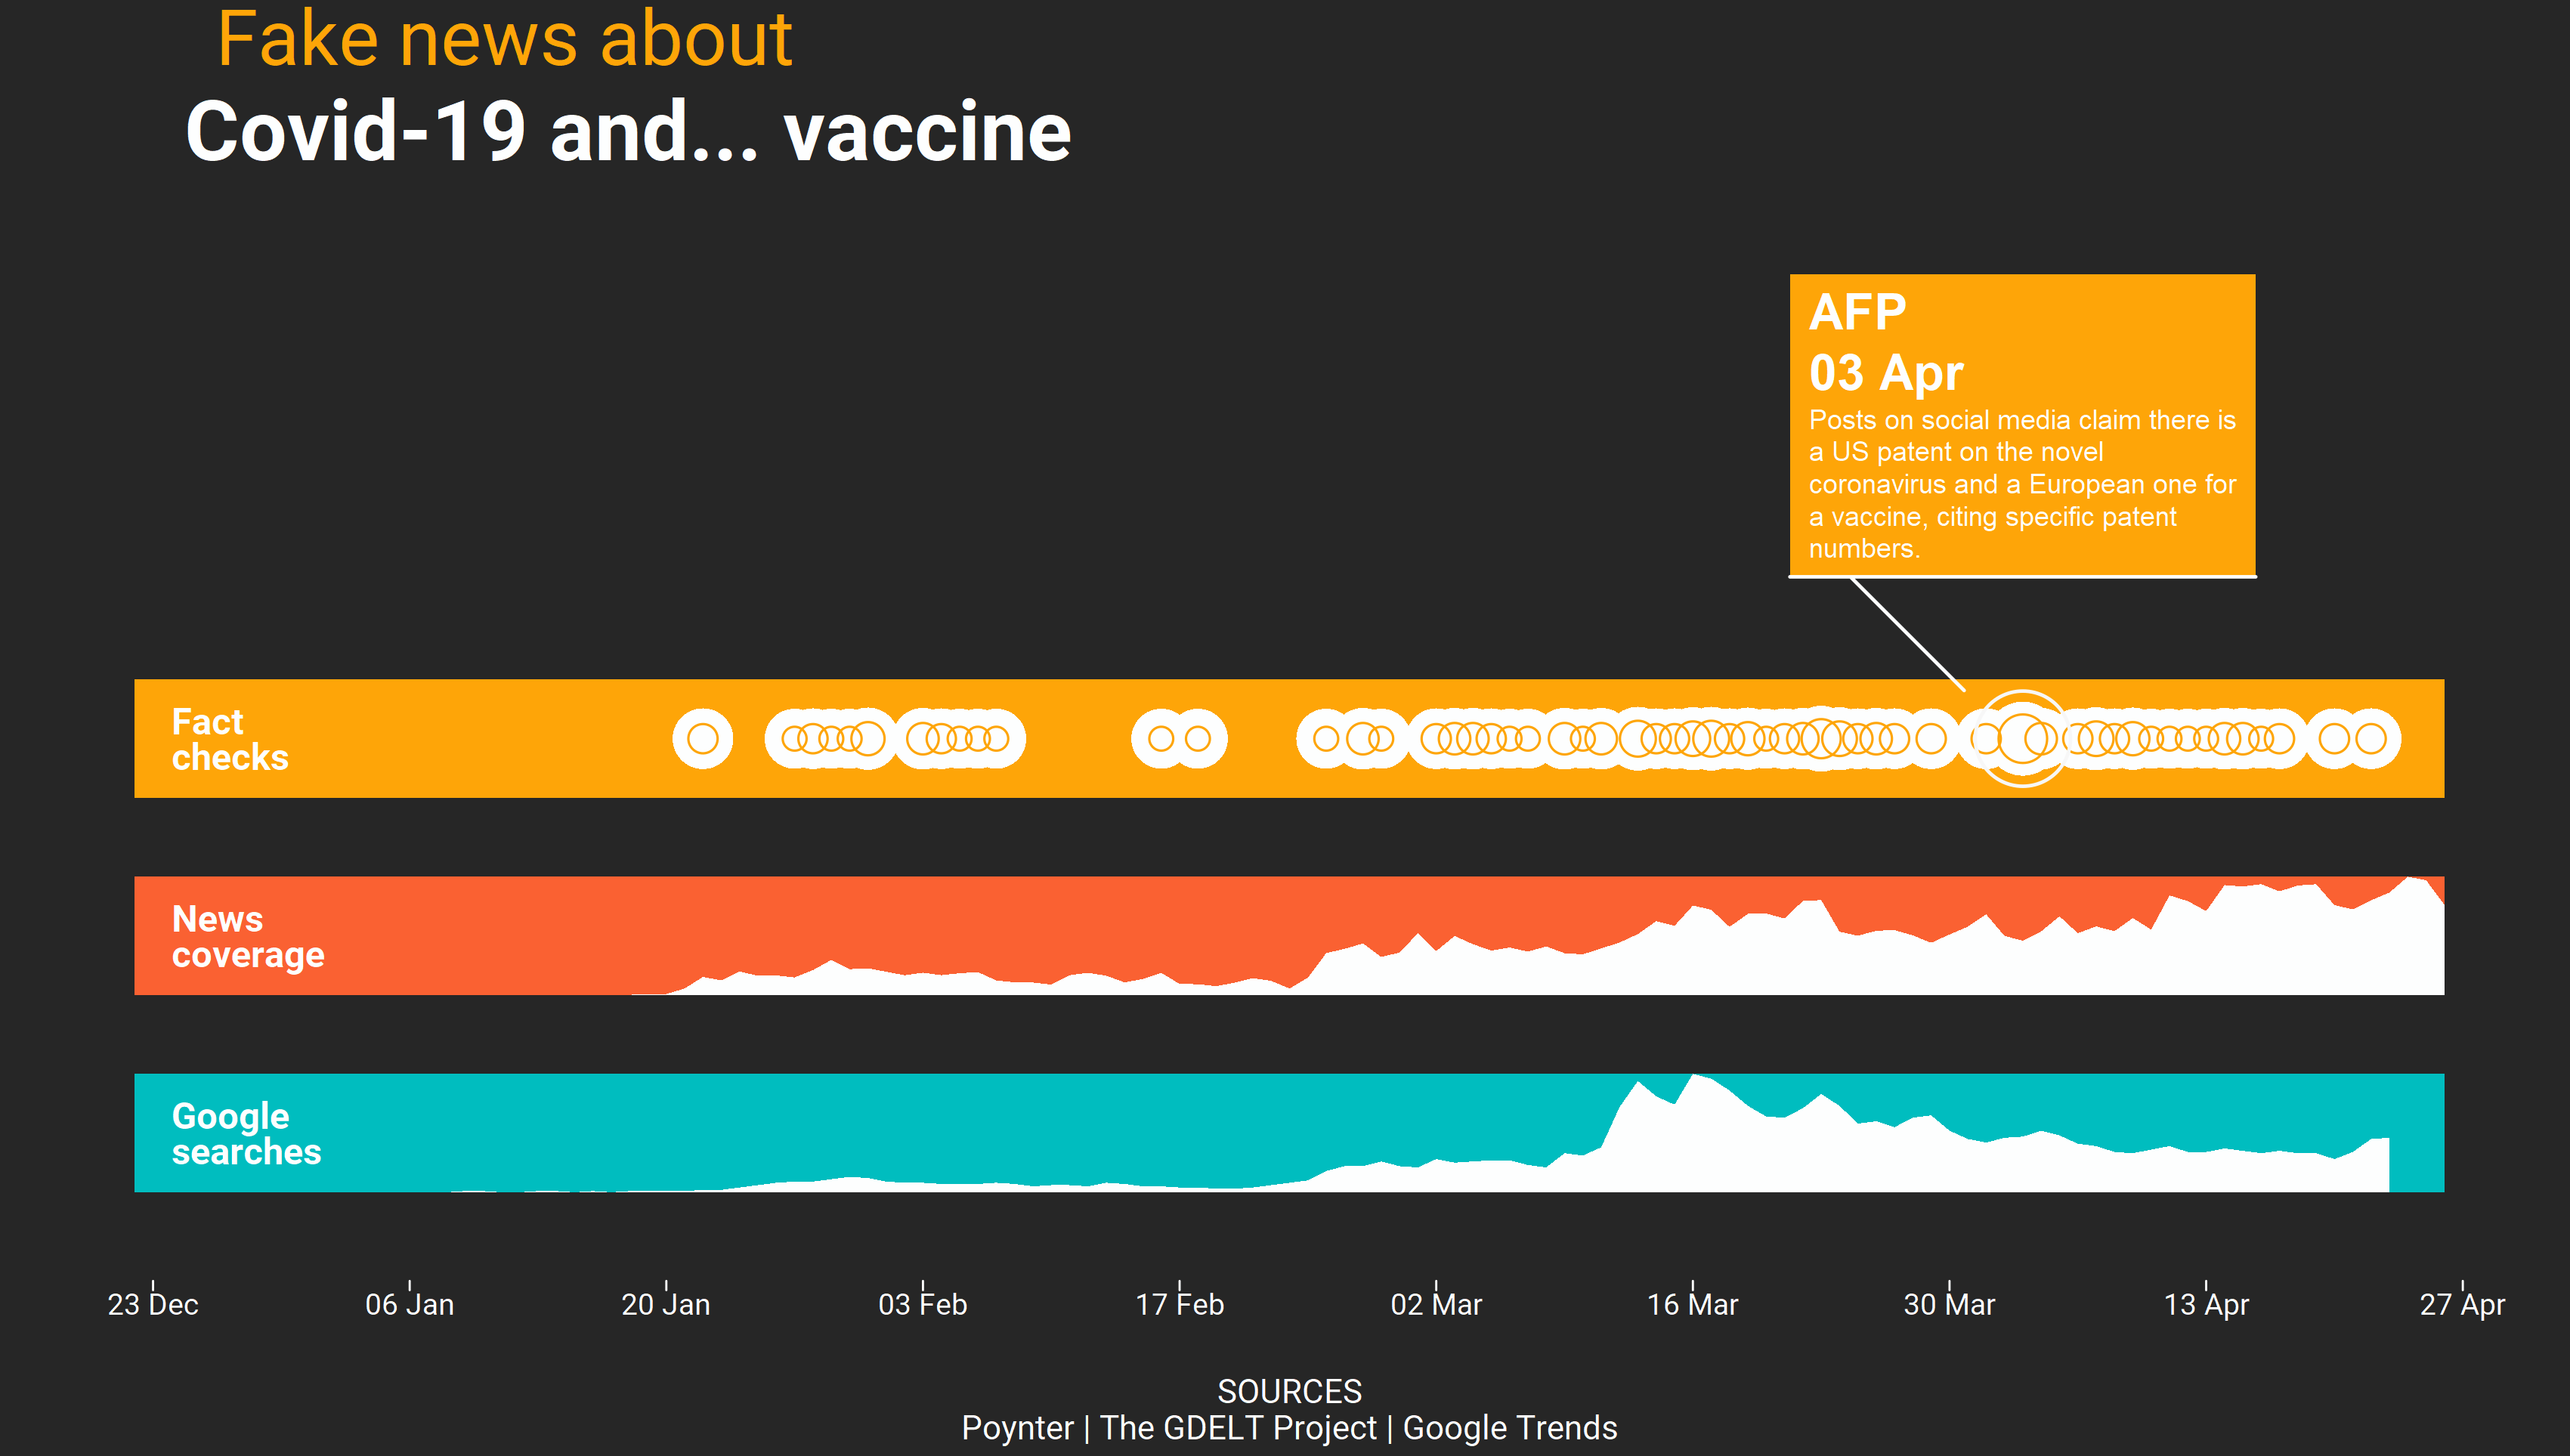 Fake news about
Covid-19 and... vaccine
AFP
03 Apr
Posts on social media claim there is
a US patent on the novel
coronavirus and a European one for
a vaccine, citing specific patent
numbers.
Fact
checks
News
coverage
Google
searches
23 Dec
06 Jan
20 Jan
03 Feb
17 Feb
02 Mar
16 Mar
30 Mar
13 Apr
27 Apr
SOURCES
Poynter | The GDELT Project | Google Trends